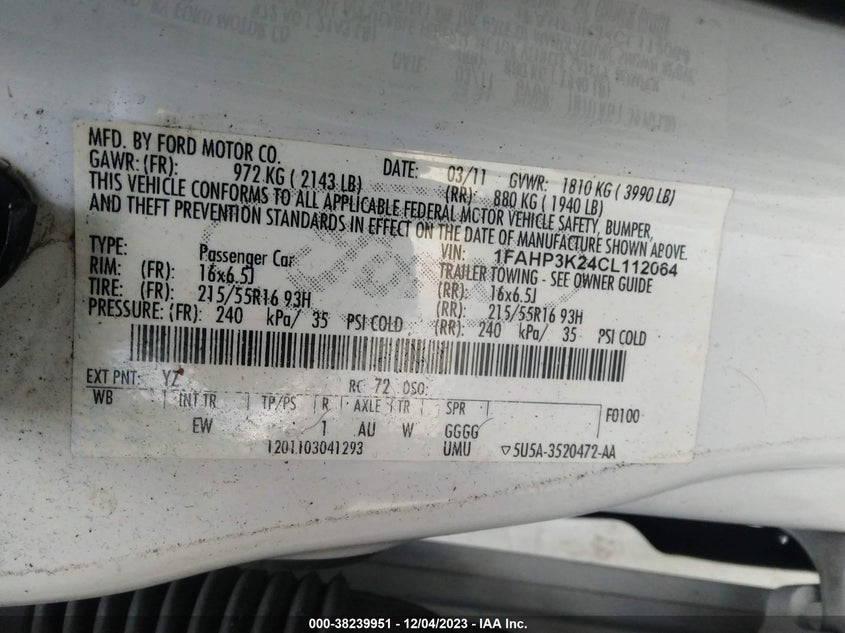 MFD. BY FORD MOTOR CO.
DATE: 03/11 GVWR: 1810 KG ( 3990 LB)
GAWR: (FR): 972 KG ( 2143 LB) (RR): 880 KG ( 1940 LB)
THIS VEHICLE CONFORMS TO ALL APPLICABLE FEDERAL MOTOR VEHICLE SAFETY, BUMPER,
AND THEFT PREVENTION STANDARDS IN EFFECT ON THE DATE OF MANUFACTURE SHOWN ABOVE.
VIN: 1FAHP3K24CL112064
TYPE: Passenger Car TRAILER TOWING - SEE OWNER GUIDE
RIM: (FR): 16x6.5J (RR): 16x6.5J
TIRE: (FR): 215/55R16 93H (RR): 215/55R16 93H
PRESSURE: (FR): 240 kPa/ 35 PSI COLD (RR): 240 kPa/ 35 PSI COLD
EXT PNT: YZ RC: 72 DSO:
WB INT TR TP/PS R AXLE TR SPR F0100
EW 1 AU W GGGG
1201103041293 UMU ▽5U5A-3520472-AA
000-38239951 - 12/04/2023 - IAA Inc.